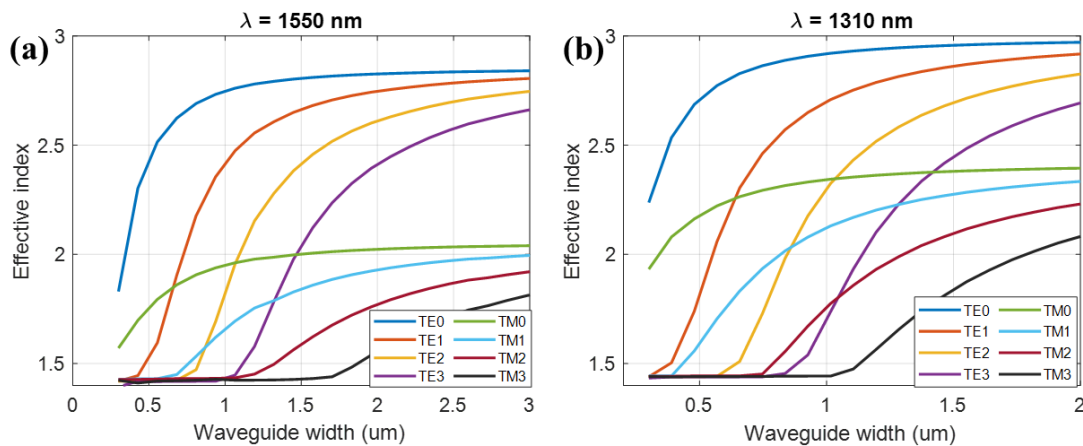 λ = 1550 nm
(a)
Effective index
3
2.5
2
1.5
0
0.5
1
1.5
2
2.5
3
Waveguide width (um)
TE0 TM0
TE1 TM1
TE2 TM2
TE3 TM3
λ = 1310 nm
(b)
Effective index
3
2.5
2
1.5
0.5
1
1.5
2
Waveguide width (um)
TE0 TM0
TE1 TM1
TE2 TM2
TE3 TM3